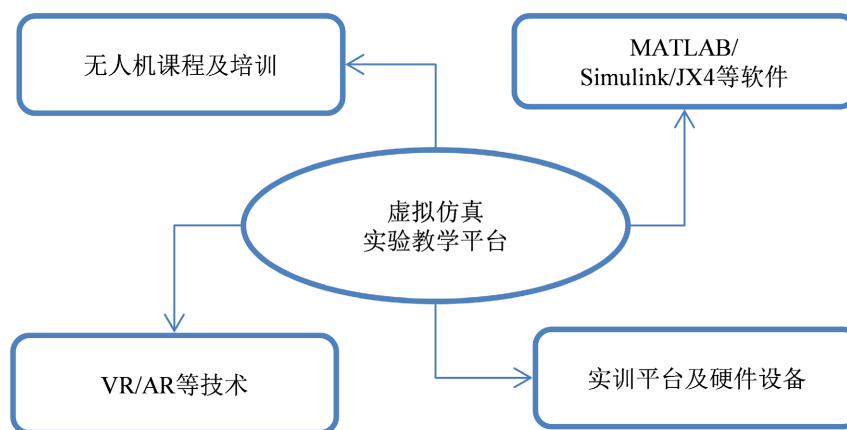 无人机课程及培训
MATLAB/
Simulink/JX4等软件
虚拟仿真
实验教学平台
VR/AR等技术
实训平台及硬件设备